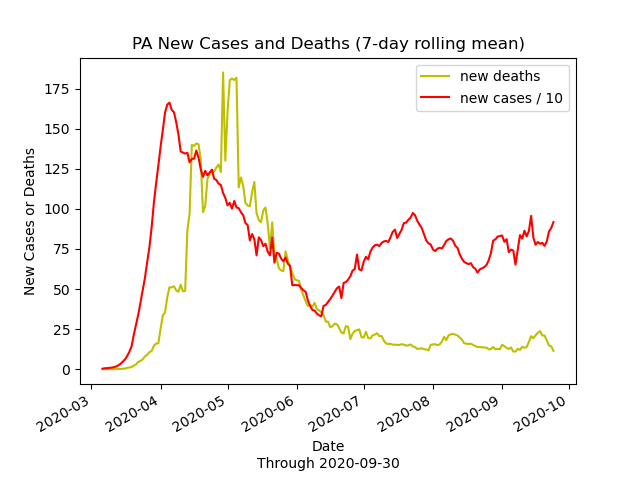 PA New Cases and Deaths (7-day rolling mean)
new deaths
new cases / 10
175
150
125
100
75
50
25
0
New Cases or Deaths
2020-03
2020-04
2020-05
2020-06
2020-07
2020-08
2020-09
2020-10
Date
Through 2020-09-30